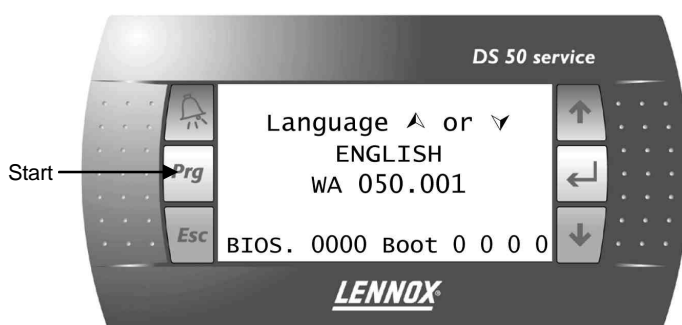 DS 50 service
Language ⮝ or ⮟
ENGLISH
Start
Prg
WA 050.001
Esc
BIOS. 0000 Boot 0 0 0 0
LENNOX®